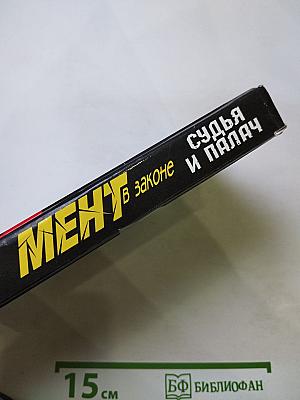 МЕНТ в законе
СУДЬЯ
И ПАЛАЧ
15 см
БФ БИБЛИОФАН